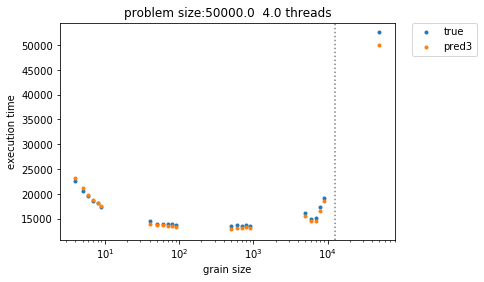 problem size:50000.0  4.0 threads
true
pred3
execution time
50000
45000
40000
35000
30000
25000
20000
15000
10¹
10²
10³
10⁴
grain size